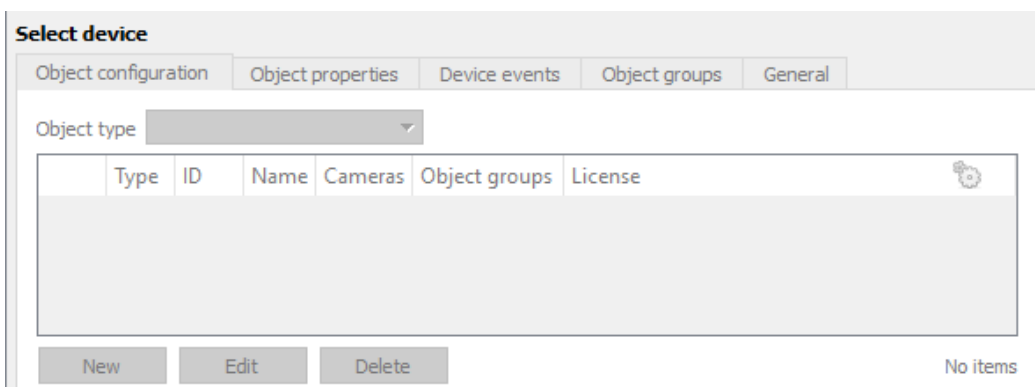 Select device
Object configuration Object properties Device events Object groups General
Object type
Type ID Name Cameras Object groups License
New Edit Delete No items